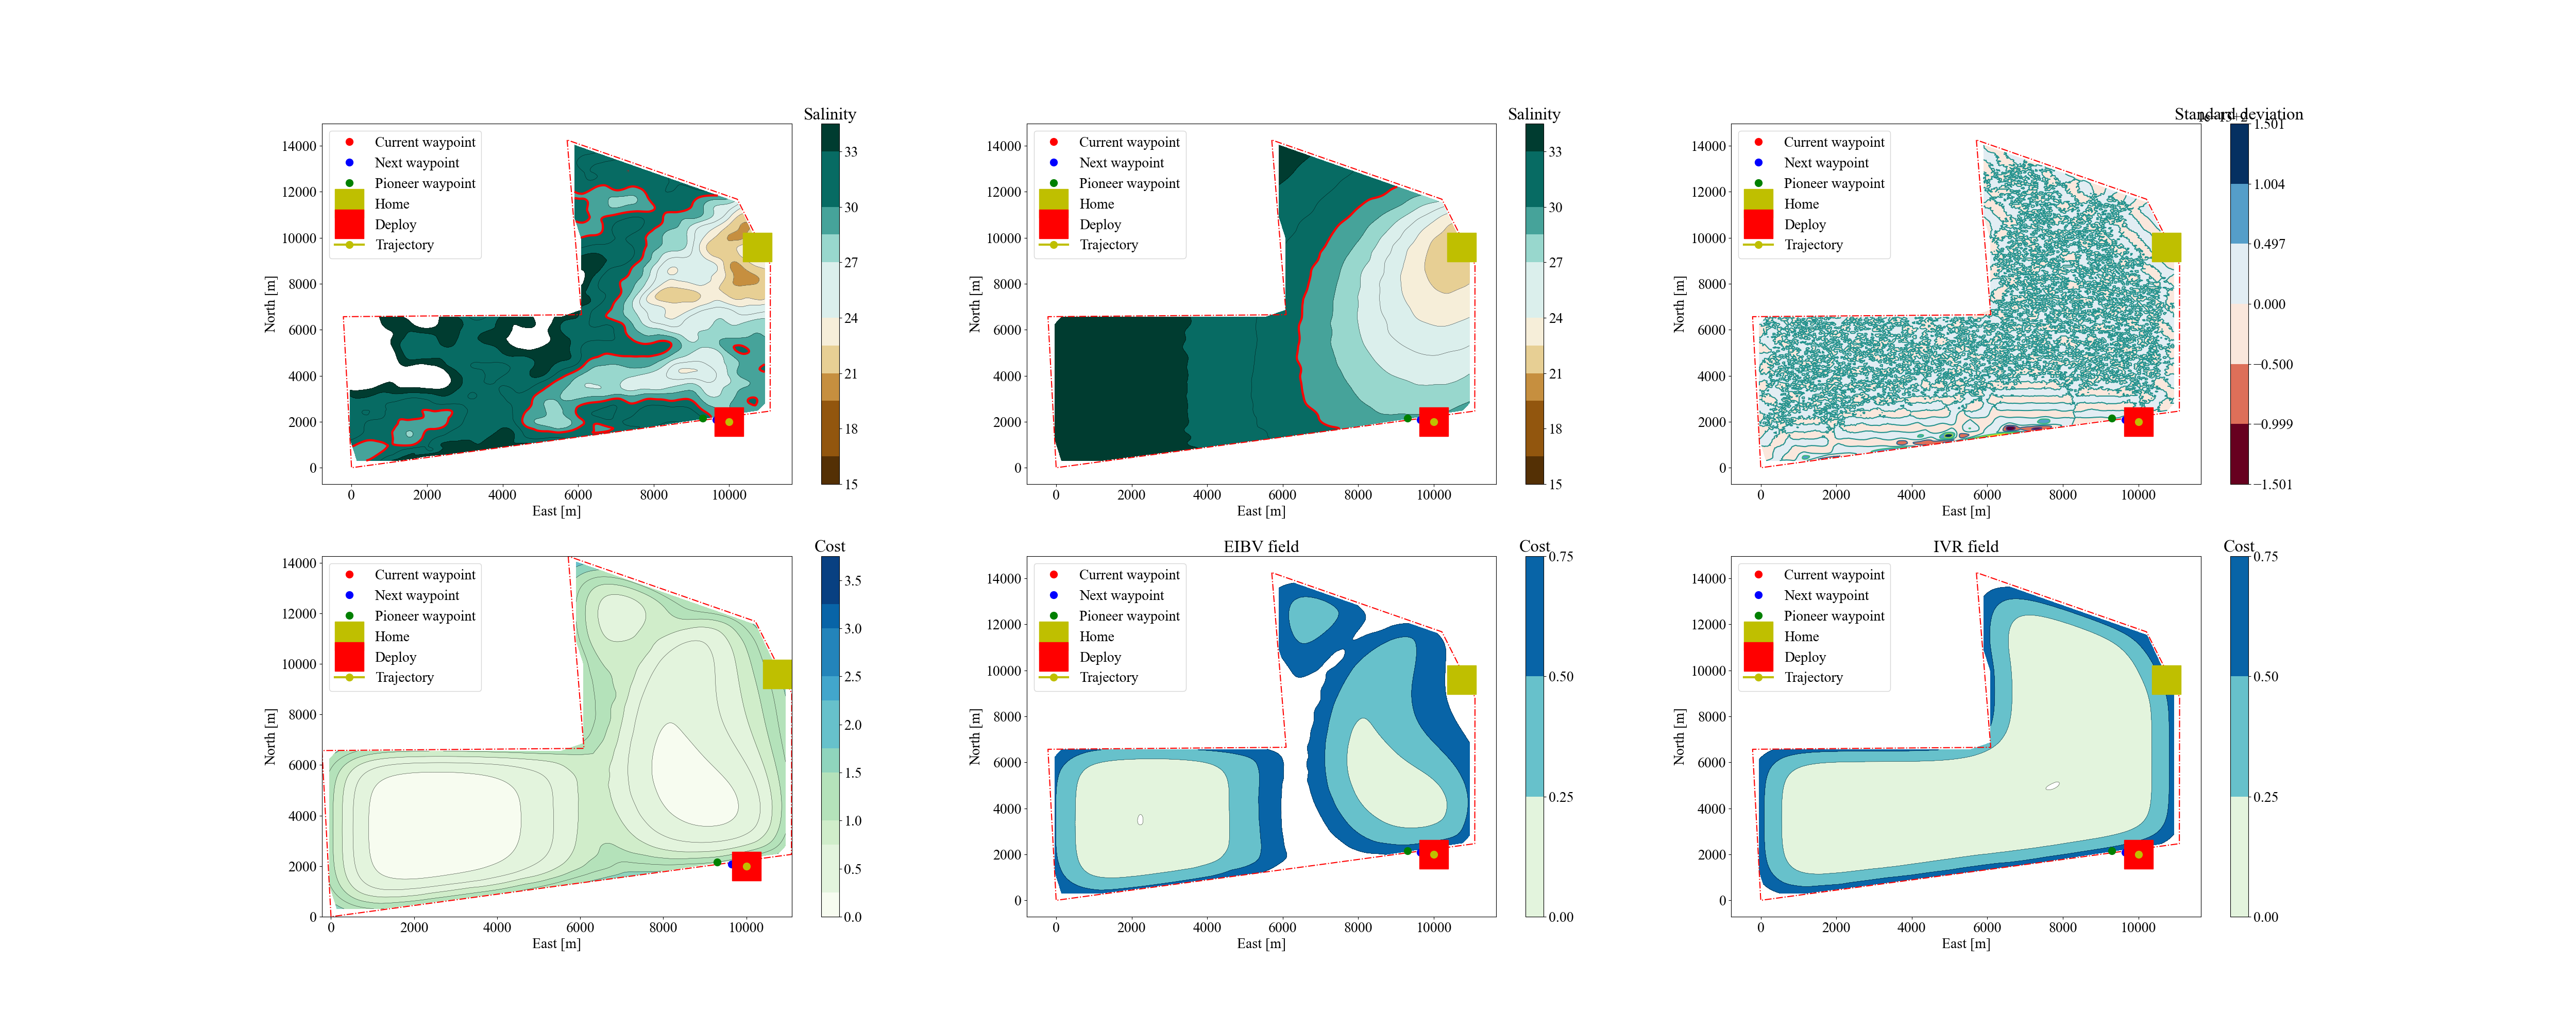 Salinity
Current waypoint
Next waypoint
Pioneer waypoint
Home
Deploy
Trajectory
14000
12000
10000
8000
6000
4000
2000
0
North [m]
0 2000 4000 6000 8000 10000
East [m]
33
30
27
24
21
18
15
Salinity
Current waypoint
Next waypoint
Pioneer waypoint
Home
Deploy
Trajectory
14000
12000
10000
8000
6000
4000
2000
0
North [m]
0 2000 4000 6000 8000 10000
East [m]
33
30
27
24
21
18
15
Standard deviation
Current waypoint
Next waypoint
Pioneer waypoint
Home
Deploy
Trajectory
14000
12000
10000
8000
6000
4000
2000
0
North [m]
0 2000 4000 6000 8000 10000
East [m]
1.501
1.004
0.497
0.000
−0.500
−0.999
−1.501
Cost
Current waypoint
Next waypoint
Pioneer waypoint
Home
Deploy
Trajectory
14000
12000
10000
8000
6000
4000
2000
0
North [m]
0 2000 4000 6000 8000 10000
East [m]
3.5
3.0
2.5
2.0
1.5
1.0
0.5
0.0
EIBV field
Cost
Current waypoint
Next waypoint
Pioneer waypoint
Home
Deploy
Trajectory
14000
12000
10000
8000
6000
4000
2000
0
North [m]
0 2000 4000 6000 8000 10000
East [m]
0.75
0.50
0.25
0.00
IVR field
Cost
Current waypoint
Next waypoint
Pioneer waypoint
Home
Deploy
Trajectory
14000
12000
10000
8000
6000
4000
2000
0
North [m]
0 2000 4000 6000 8000 10000
East [m]
0.75
0.50
0.25
0.00